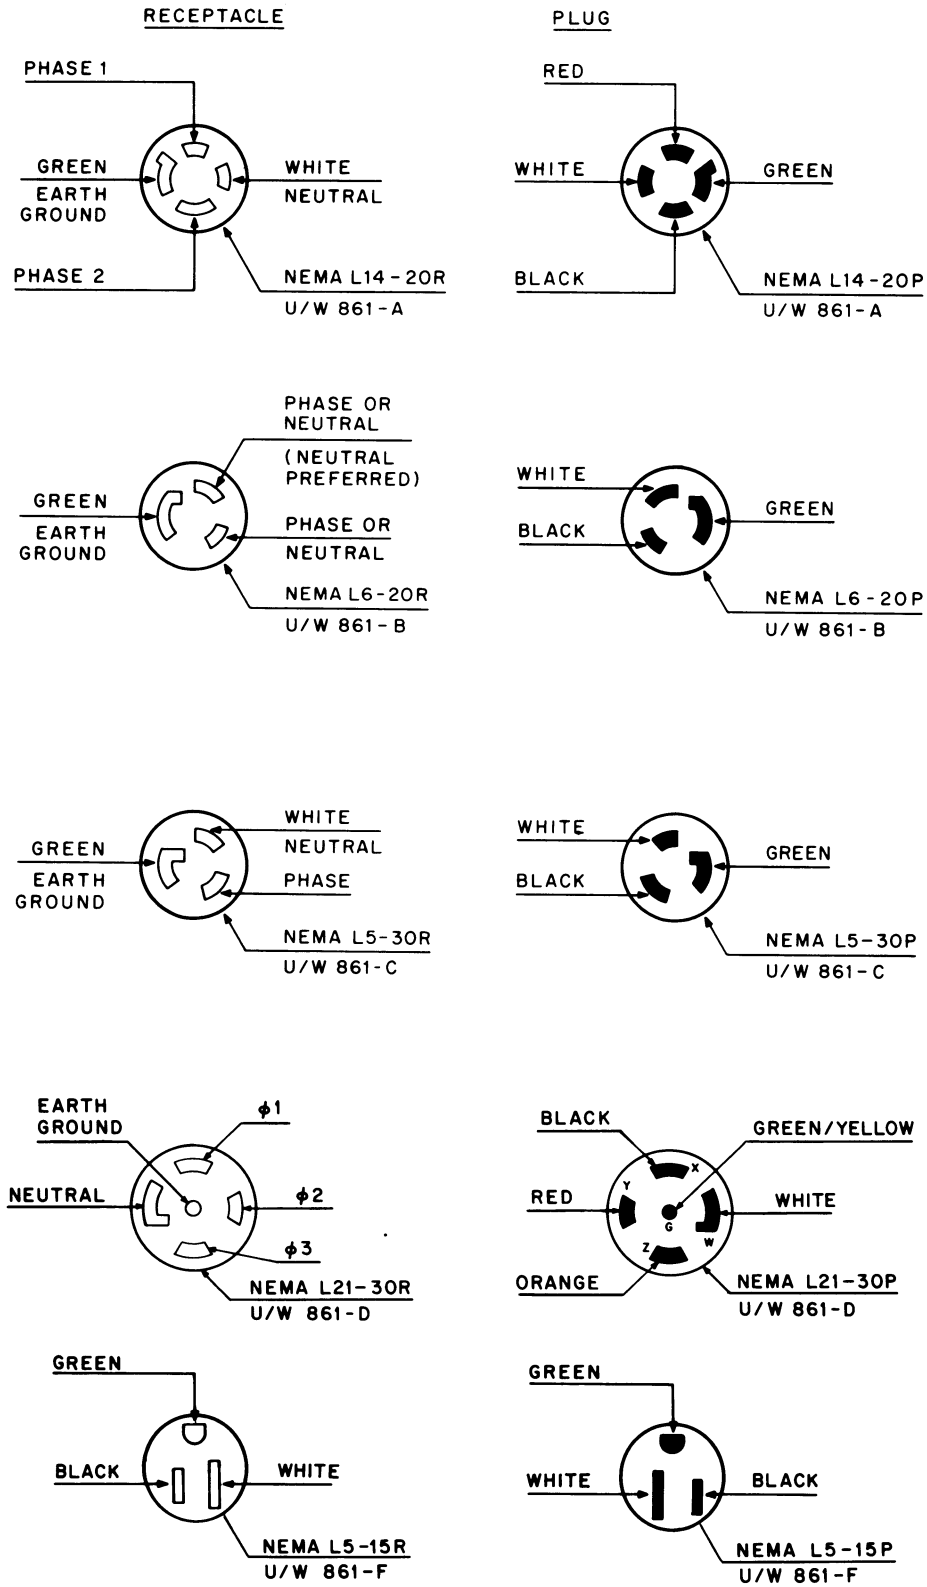 RECEPTACLE
PLUG
PHASE 1
GREEN
EARTH
GROUND
WHITE
NEUTRAL
PHASE 2
NEMA L14-20R
U/W 861-A
RED
WHITE
GREEN
BLACK
NEMA L14-20P
U/W 861-A
PHASE OR
NEUTRAL
(NEUTRAL
PREFERRED)
GREEN
EARTH
GROUND
PHASE OR
NEUTRAL
NEMA L6-20R
U/W 861-B
WHITE
GREEN
BLACK
NEMA L6-20P
U/W 861-B
WHITE
NEUTRAL
GREEN
EARTH
GROUND
PHASE
NEMA L5-30R
U/W 861-C
WHITE
GREEN
BLACK
NEMA L5-30P
U/W 861-C
EARTH
GROUND
ϕ1
NEUTRAL
ϕ2
ϕ3
NEMA L21-30R
U/W 861-D
BLACK
GREEN/YELLOW
X
Y
RED
WHITE
G
W
Z
ORANGE
NEMA L21-30P
U/W 861-D
GREEN
BLACK
WHITE
NEMA L5-15R
U/W 861-F
GREEN
WHITE
BLACK
NEMA L5-15P
U/W 861-F